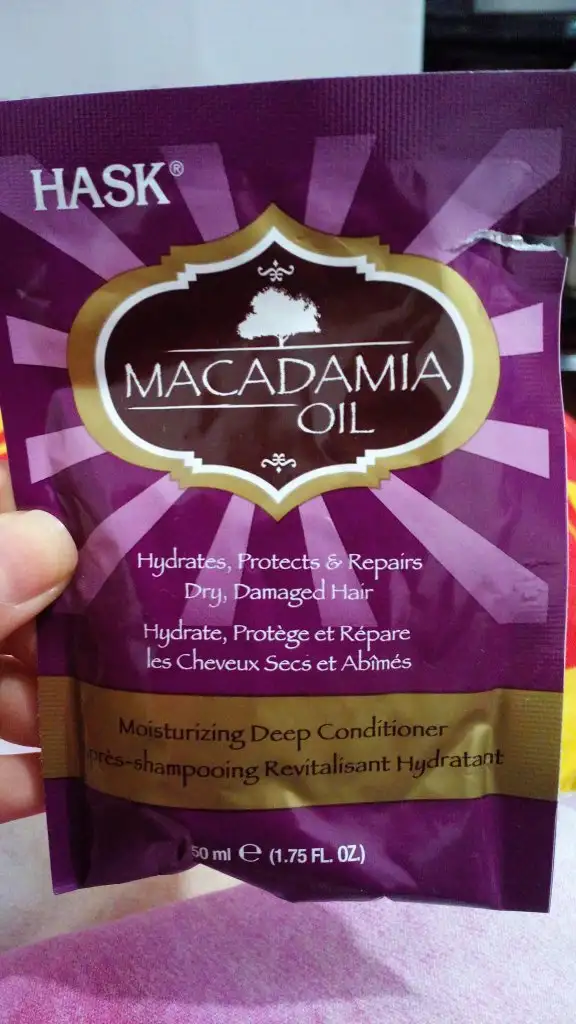 HASK®
MACADAMIA
OIL
Hydrates, Protects & Repairs
Dry, Damaged Hair
Hydrate, Protège et Répare
les Cheveux Secs et Abîmés
Moisturizing Deep Conditioner
près-shampooing Revitalisant Hydratant
50 ml ℮ (1.75 FL. OZ.)